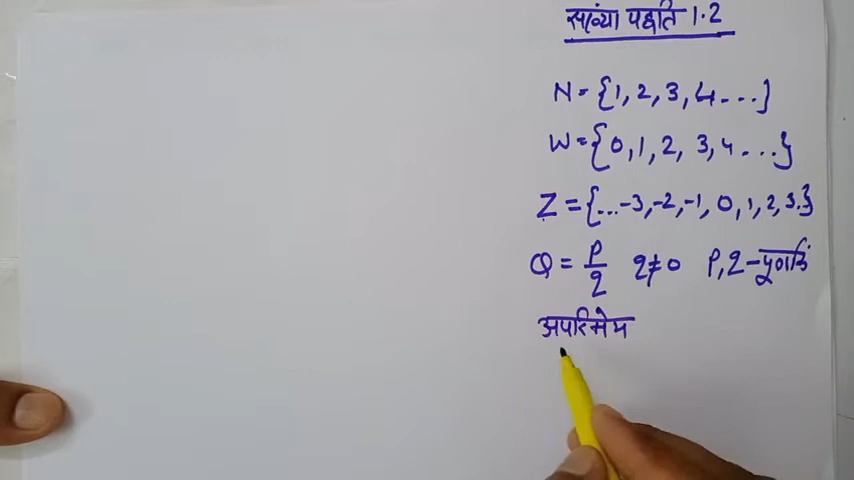 संख्या पद्धति 1.2
N = {1, 2, 3, 4 ...}
W = {0, 1, 2, 3, 4 ...}
Z = {...-3, -2, -1, 0, 1, 2, 3..}
Q = p/q q≠0 p, q - पूर्णांक
अपरिमेय